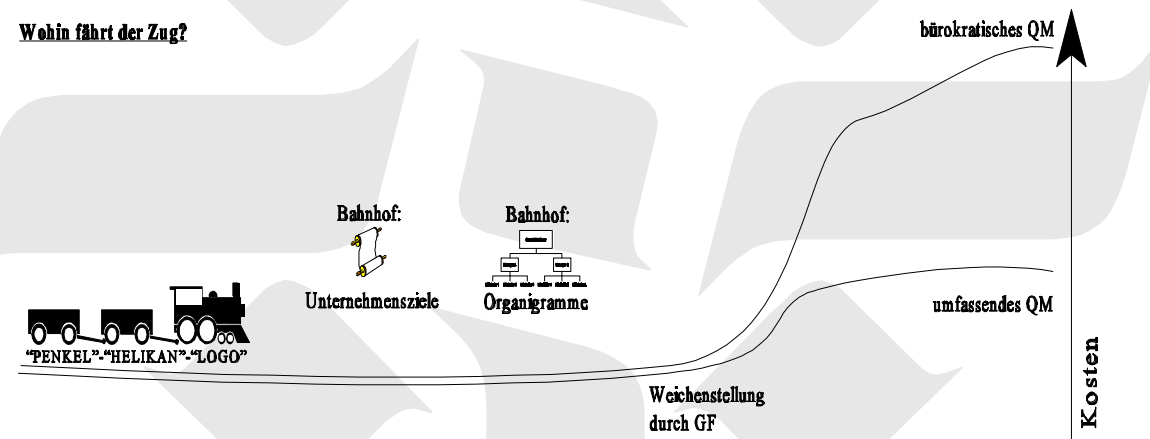 Wohin fährt der Zug?
bürokratisches QM
Bahnhof:
Unternehmensziele
Bahnhof:
Organigramme
umfassendes QM
"PENKEL"-"HELIKAN"-"LOGO"
Weichenstellung
durch GF
Kosten